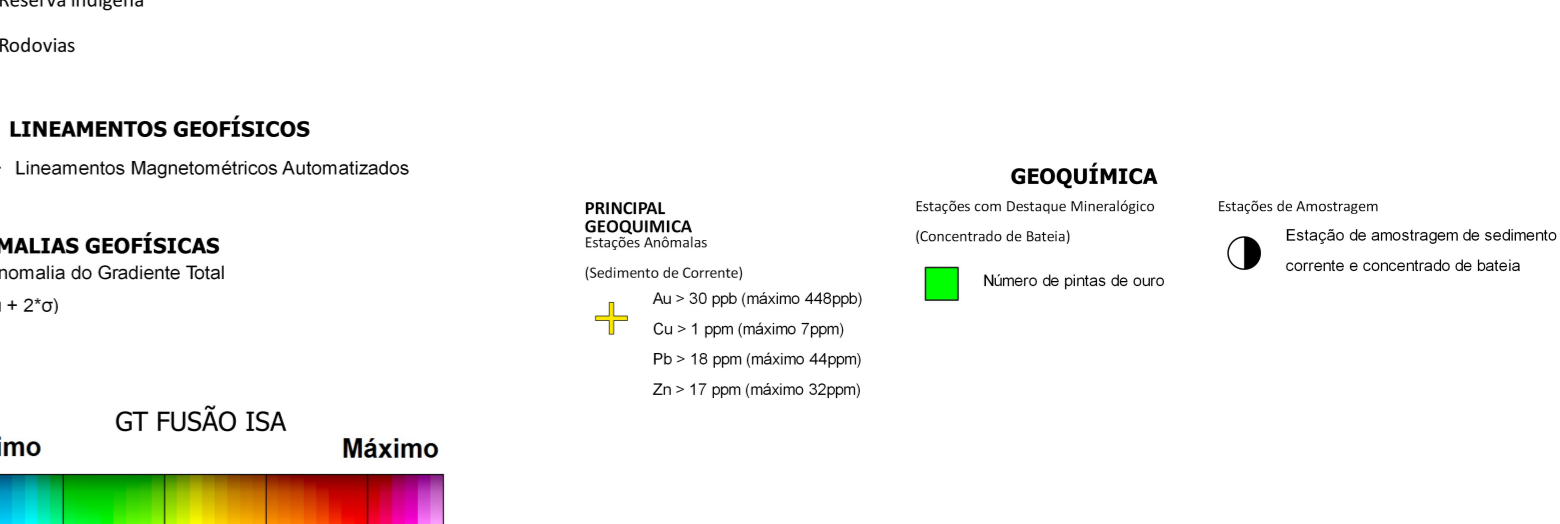 Reserva Indígena
Rodovias
LINEAMENTOS GEOFÍSICOS
Lineamentos Magnetométricos Automatizados
MALIAS GEOFÍSICAS
nomalia do Gradiente Total
+ 2*σ)
GT FUSÃO ISA
imo
Máximo
GEOQUÍMICA
PRINCIPAL
GEOQUIMICA
Estações Anômalas
(Sedimento de Corrente)
Au > 30 ppb (máximo 448ppb)
Cu > 1 ppm (máximo 7ppm)
Pb > 18 ppm (máximo 44ppm)
Zn > 17 ppm (máximo 32ppm)
Estações com Destaque Mineralógico
(Concentrado de Bateia)
Número de pintas de ouro
Estações de Amostragem
Estação de amostragem de sedimento
corrente e concentrado de bateia